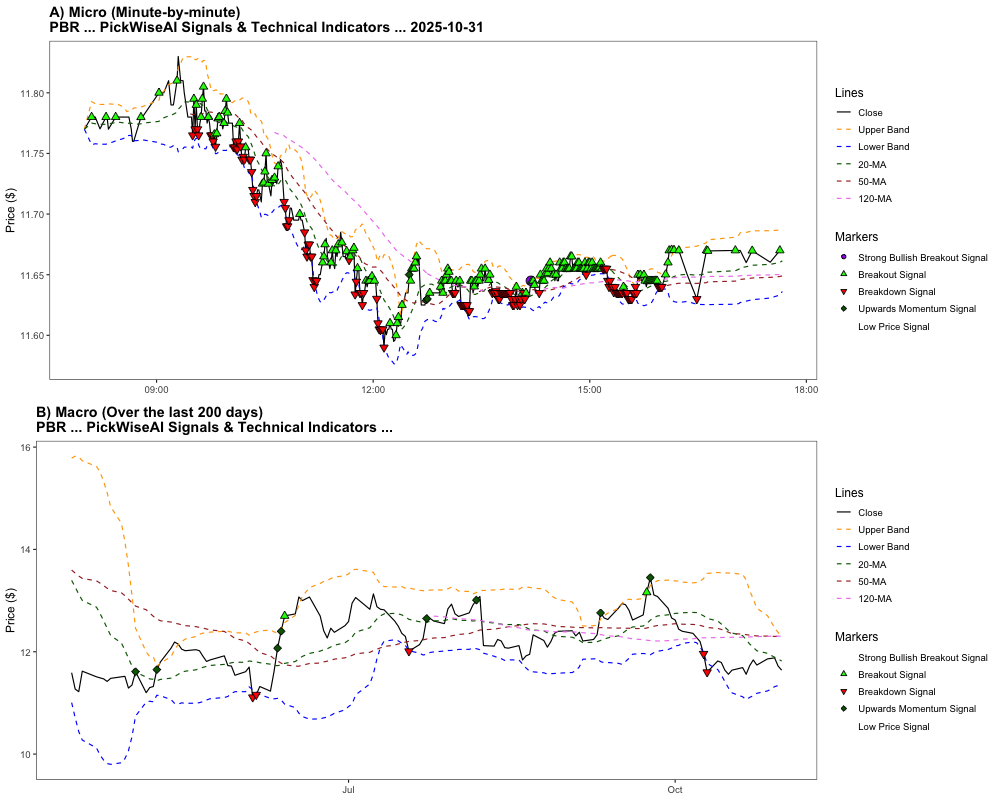 A) Micro (Minute-by-minute)
PBR ... PickWiseAI Signals & Technical Indicators ... 2025-10-31
Price ($)
11.80
11.75
11.70
11.65
11.60
09:00
12:00
15:00
18:00
Lines
Close
Upper Band
Lower Band
20-MA
50-MA
120-MA
Markers
Strong Bullish Breakout Signal
Breakout Signal
Breakdown Signal
Upwards Momentum Signal
Low Price Signal
B) Macro (Over the last 200 days)
PBR ... PickWiseAI Signals & Technical Indicators ...
Price ($)
16
14
12
10
Jul
Oct
Lines
Close
Upper Band
Lower Band
20-MA
50-MA
120-MA
Markers
Strong Bullish Breakout Signal
Breakout Signal
Breakdown Signal
Upwards Momentum Signal
Low Price Signal